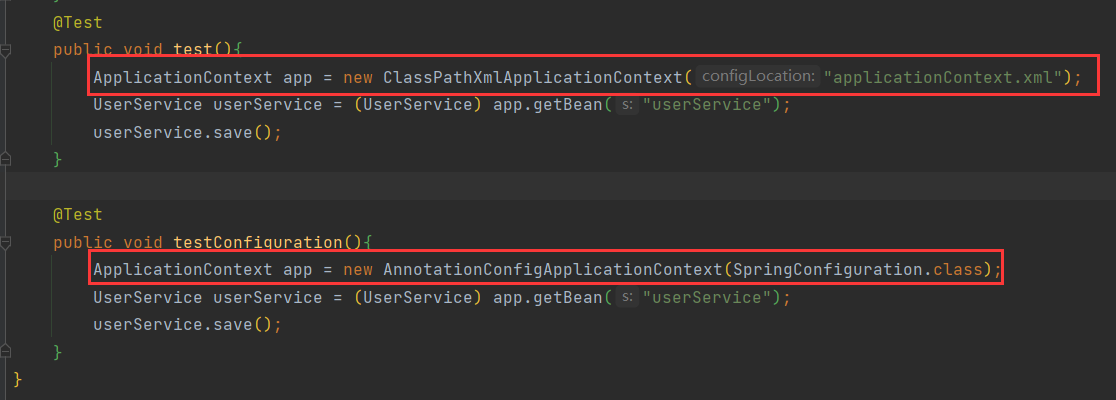 @Test
public void test(){
ApplicationContext app = new ClassPathXmlApplicationContext( configLocation: "applicationContext.xml");
UserService userService = (UserService) app.getBean( s: "userService");
userService.save();
}
@Test
public void testConfiguration(){
ApplicationContext app = new AnnotationConfigApplicationContext(SpringConfiguration.class);
UserService userService = (UserService) app.getBean( s: "userService");
userService.save();
}
}